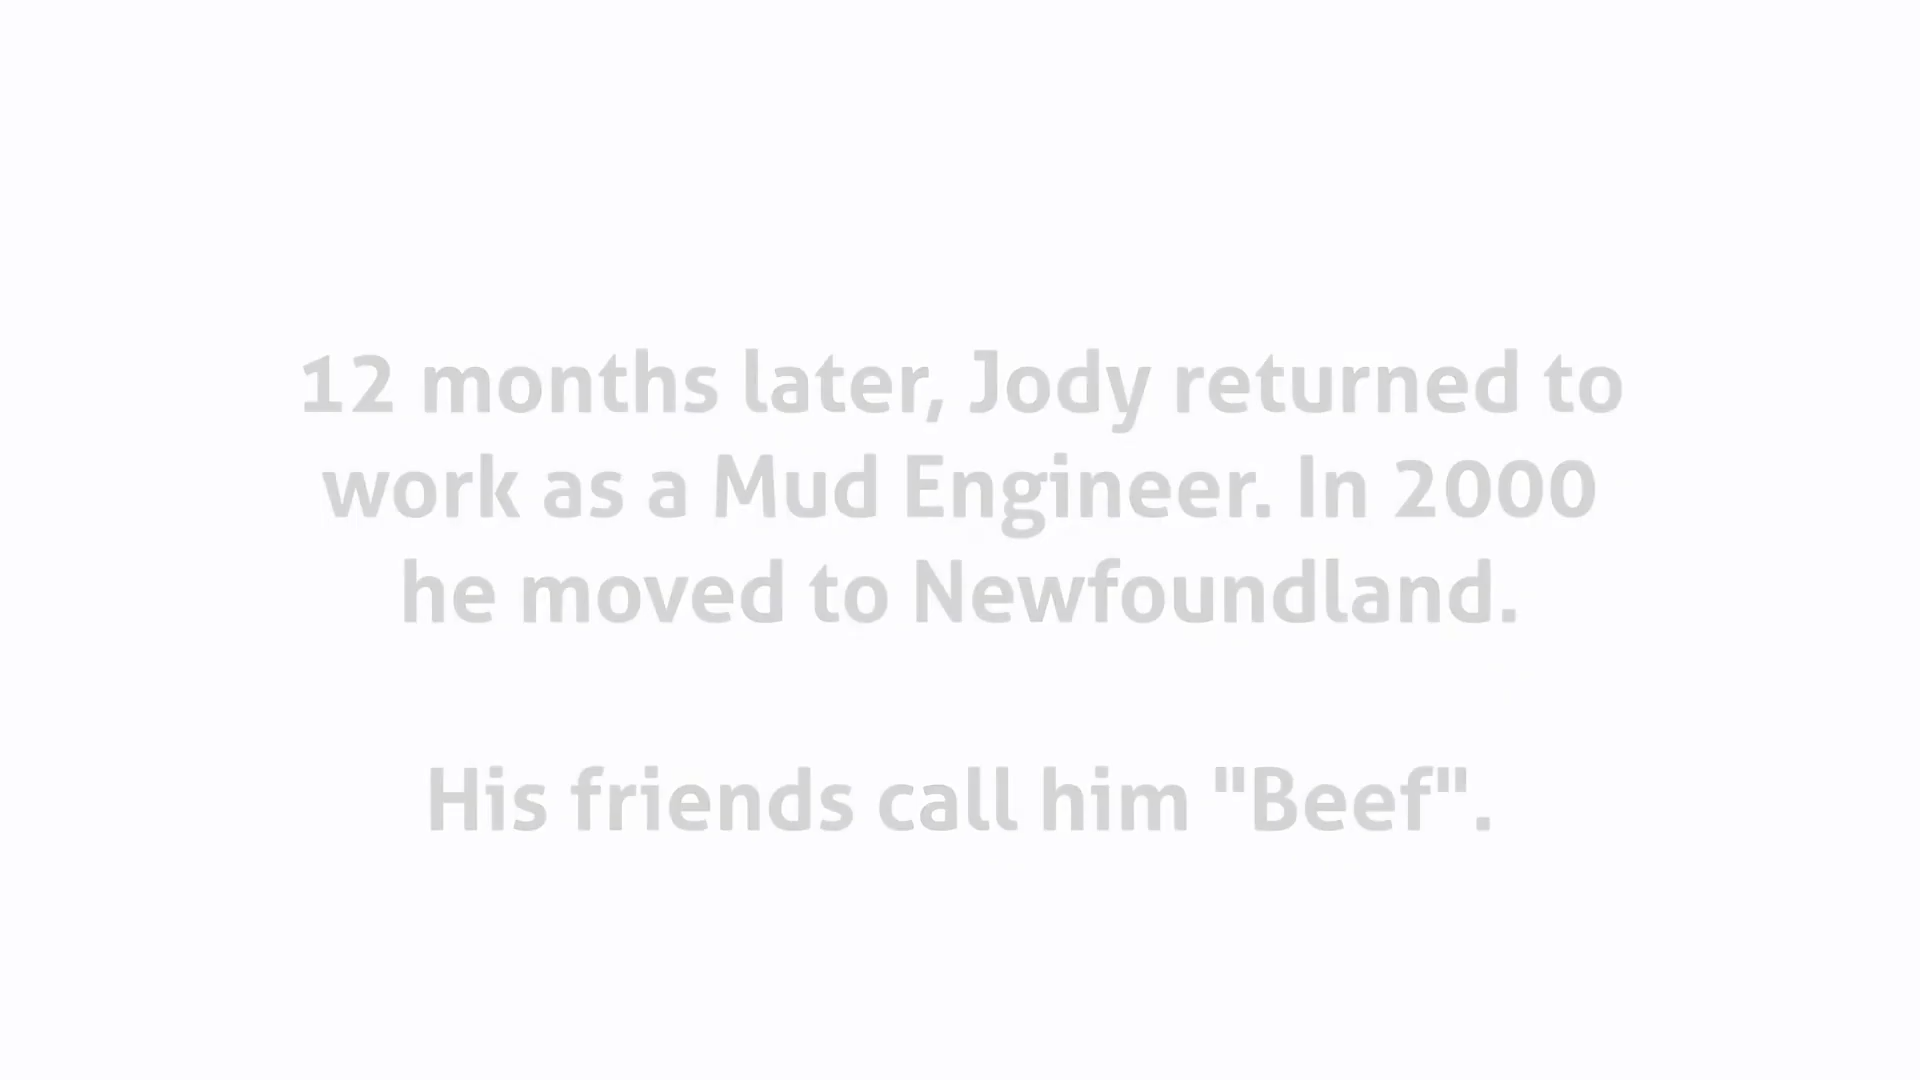 12 months later, Jody returned to
work as a Mud Engineer. In 2000
he moved to Newfoundland.
His friends call him "Beef".